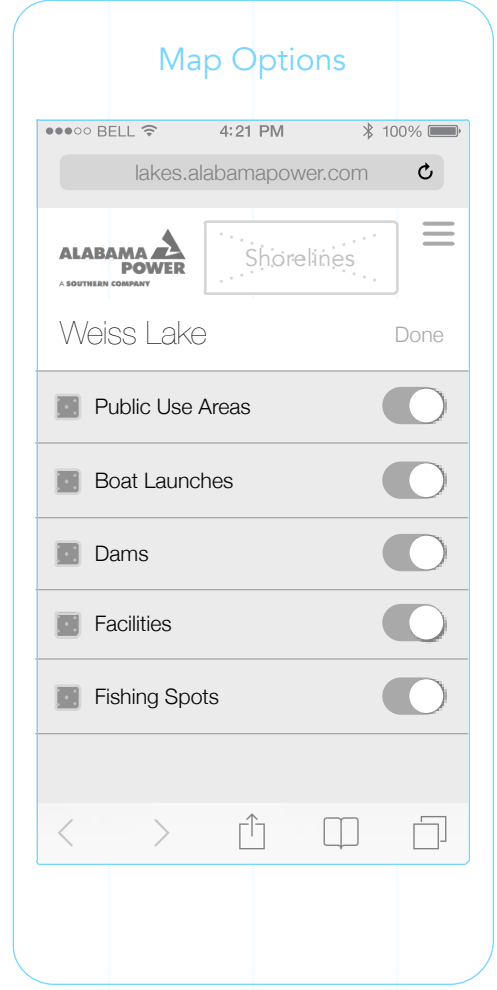 Map Options
BELL 4:21 PM 100%
lakes.alabamapower.com
ALABAMA
POWER
A SOUTHERN COMPANY
Shorelines
Weiss Lake Done
Public Use Areas
Boat Launches
Dams
Facilities
Fishing Spots